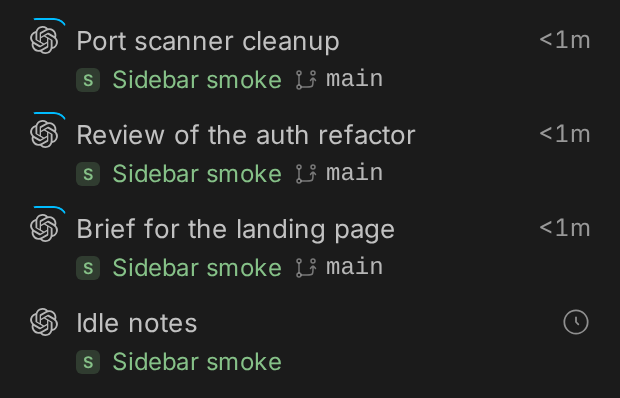 Port scanner cleanup <1m
S Sidebar smoke main
Review of the auth refactor <1m
S Sidebar smoke main
Brief for the landing page <1m
S Sidebar smoke main
Idle notes
S Sidebar smoke